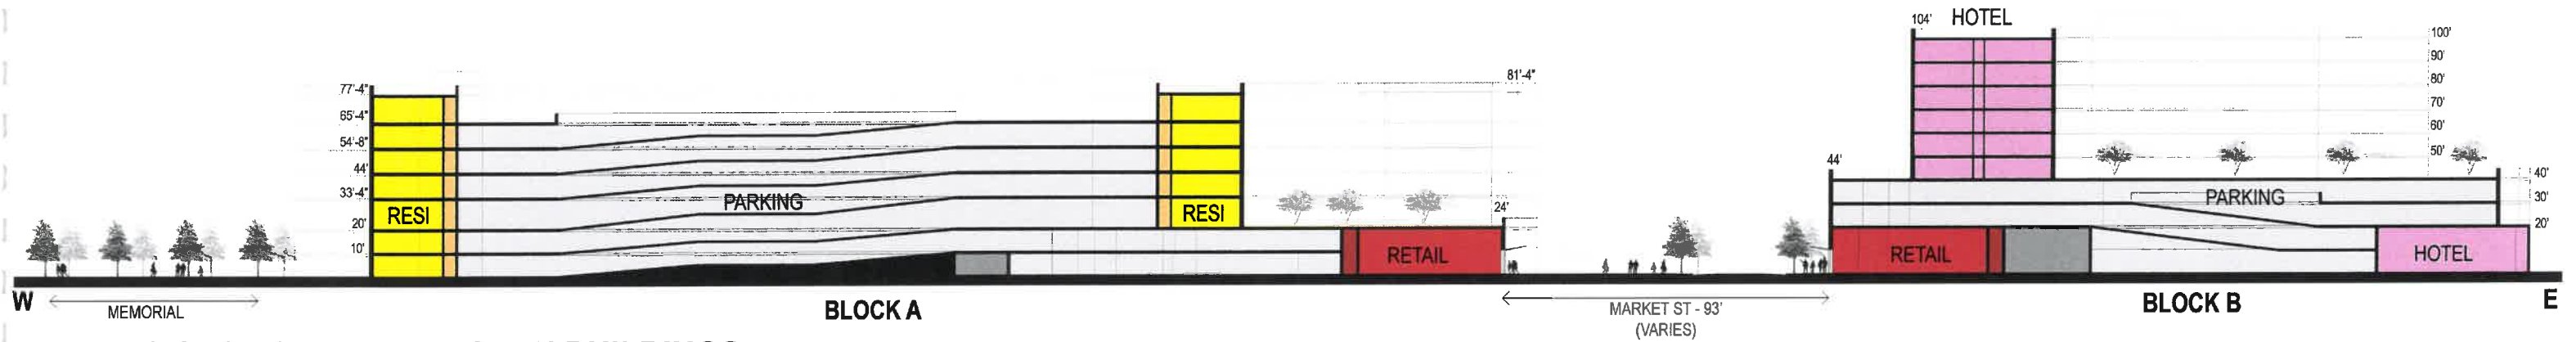 77'-4"
65'-4"
54'-8"
44'
33'-4"
20'
10'
RESI
PARKING
RESI
RETAIL
81'-4"
24'
104' HOTEL
44'
100'
90'
80'
70'
60'
50'
40'
30'
20'
PARKING
RETAIL
HOTEL
W
MEMORIAL
BLOCK A
MARKET ST - 93'
(VARIES)
BLOCK B
E